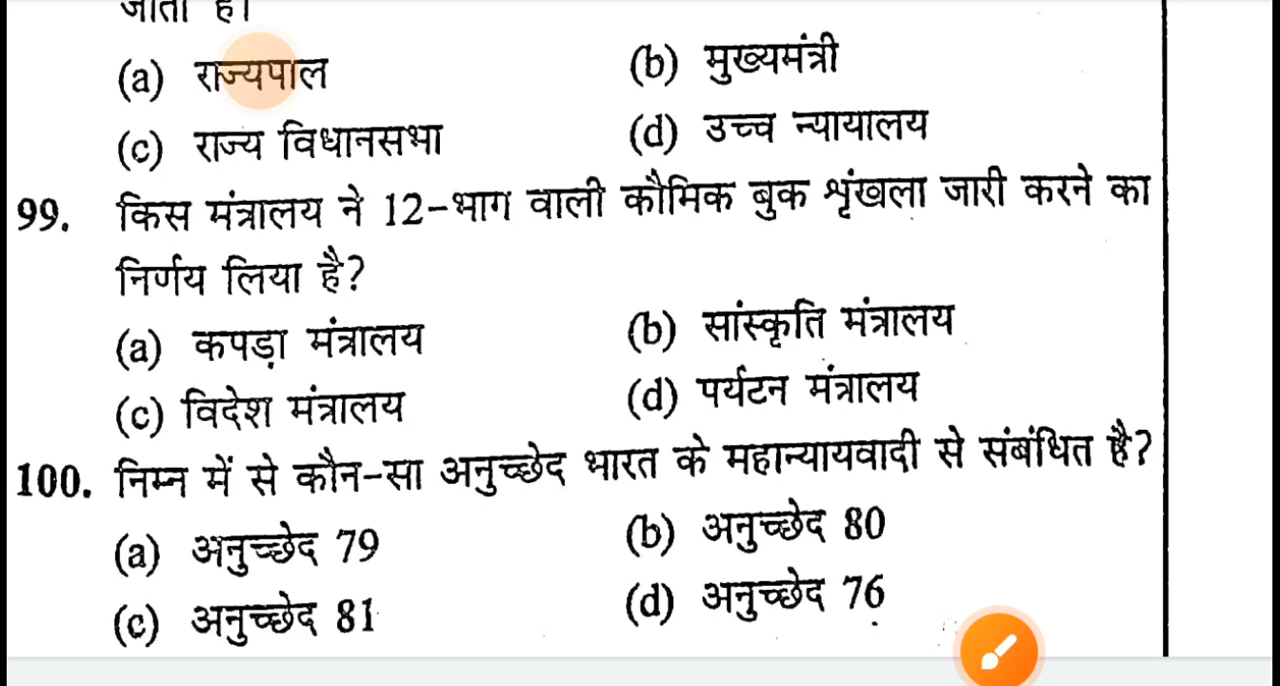 जाता है।
(a) राज्यपाल (b) मुख्यमंत्री
(c) राज्य विधानसभा (d) उच्च न्यायालय
99. किस मंत्रालय ने 12-भाग वाली कौमिक बुक शृंखला जारी करने का
निर्णय लिया है?
(a) कपड़ा मंत्रालय (b) सांस्कृति मंत्रालय
(c) विदेश मंत्रालय (d) पर्यटन मंत्रालय
100. निम्न में से कौन-सा अनुच्छेद भारत के महान्यायवादी से संबंधित है?
(a) अनुच्छेद 79 (b) अनुच्छेद 80
(c) अनुच्छेद 81 (d) अनुच्छेद 76